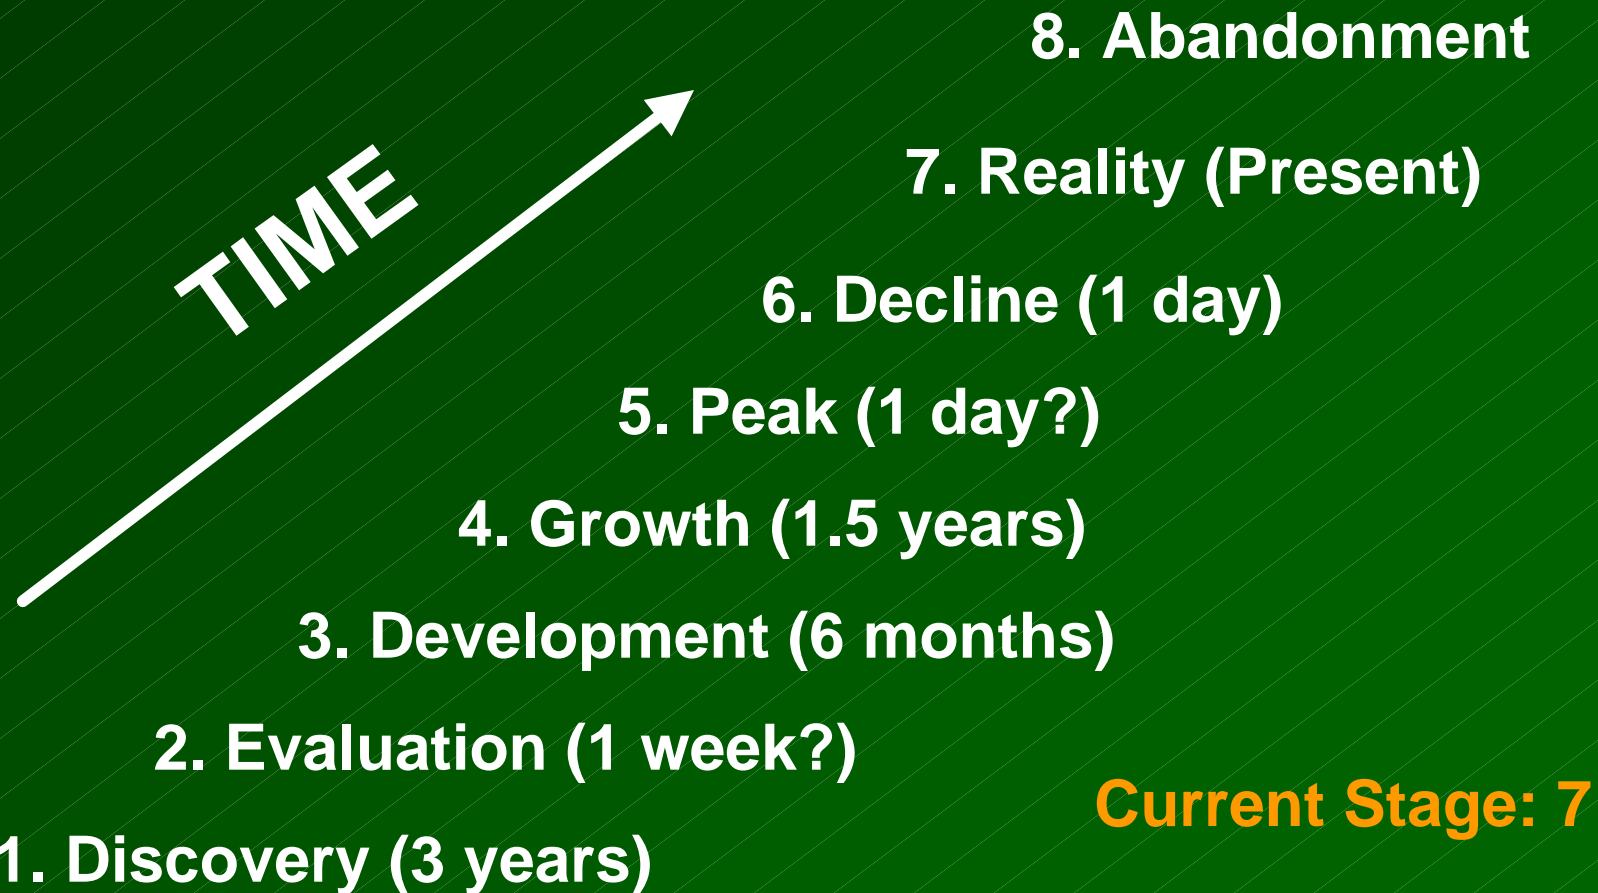 8. Abandonment
TIME
7. Reality (Present)
6. Decline (1 day)
5. Peak (1 day?)
4. Growth (1.5 years)
3. Development (6 months)
2. Evaluation (1 week?)
Current Stage: 7
1. Discovery (3 years)